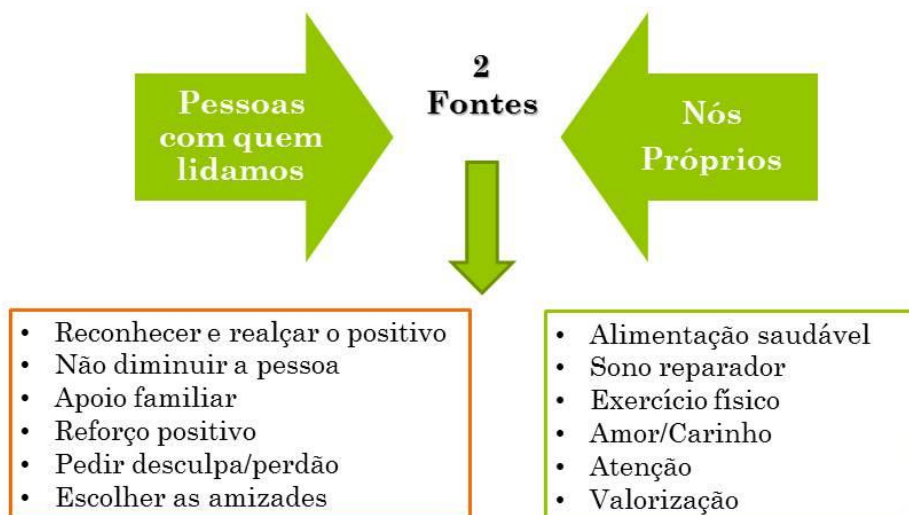 2
Fontes
Pessoas
com quem
lidamos
Nós
Próprios
• Reconhecer e realçar o positivo
• Não diminuir a pessoa
• Apoio familiar
• Reforço positivo
• Pedir desculpa/perdão
• Escolher as amizades
• Alimentação saudável
• Sono reparador
• Exercício físico
• Amor/Carinho
• Atenção
• Valorização